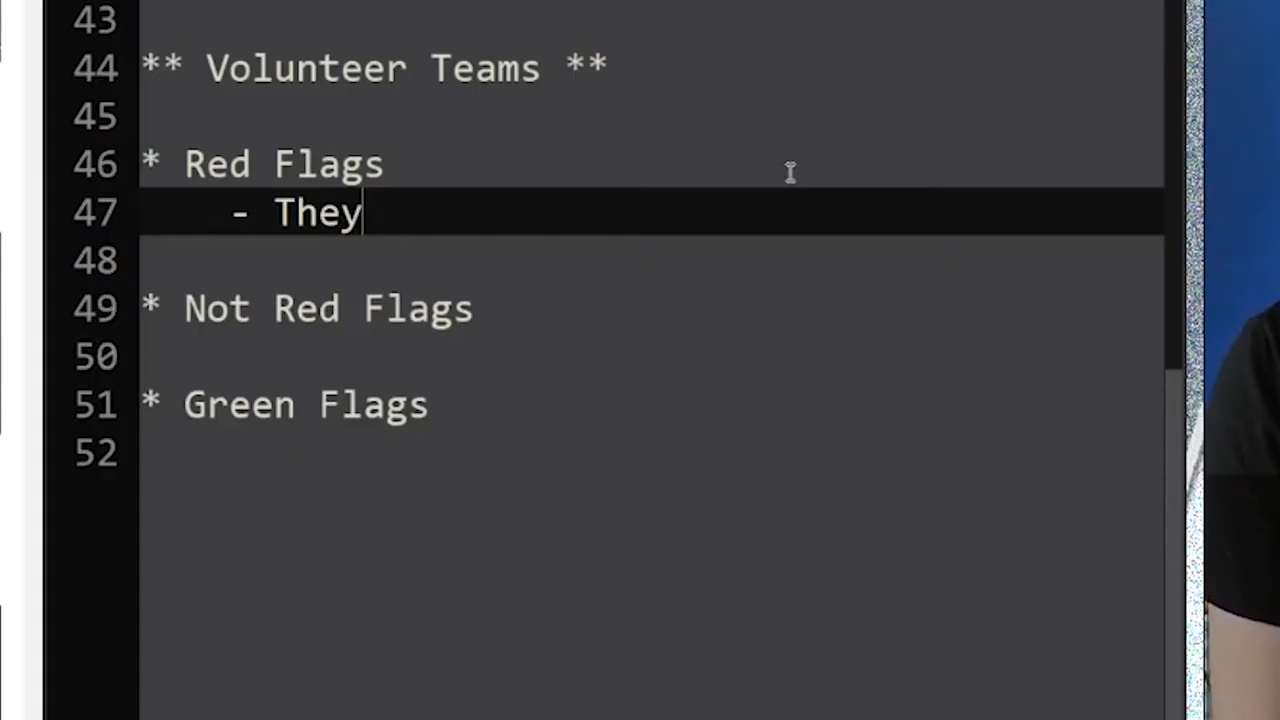 43
44 ** Volunteer Teams **
45
46 * Red Flags
47     - They
48
49 * Not Red Flags
50
51 * Green Flags
52